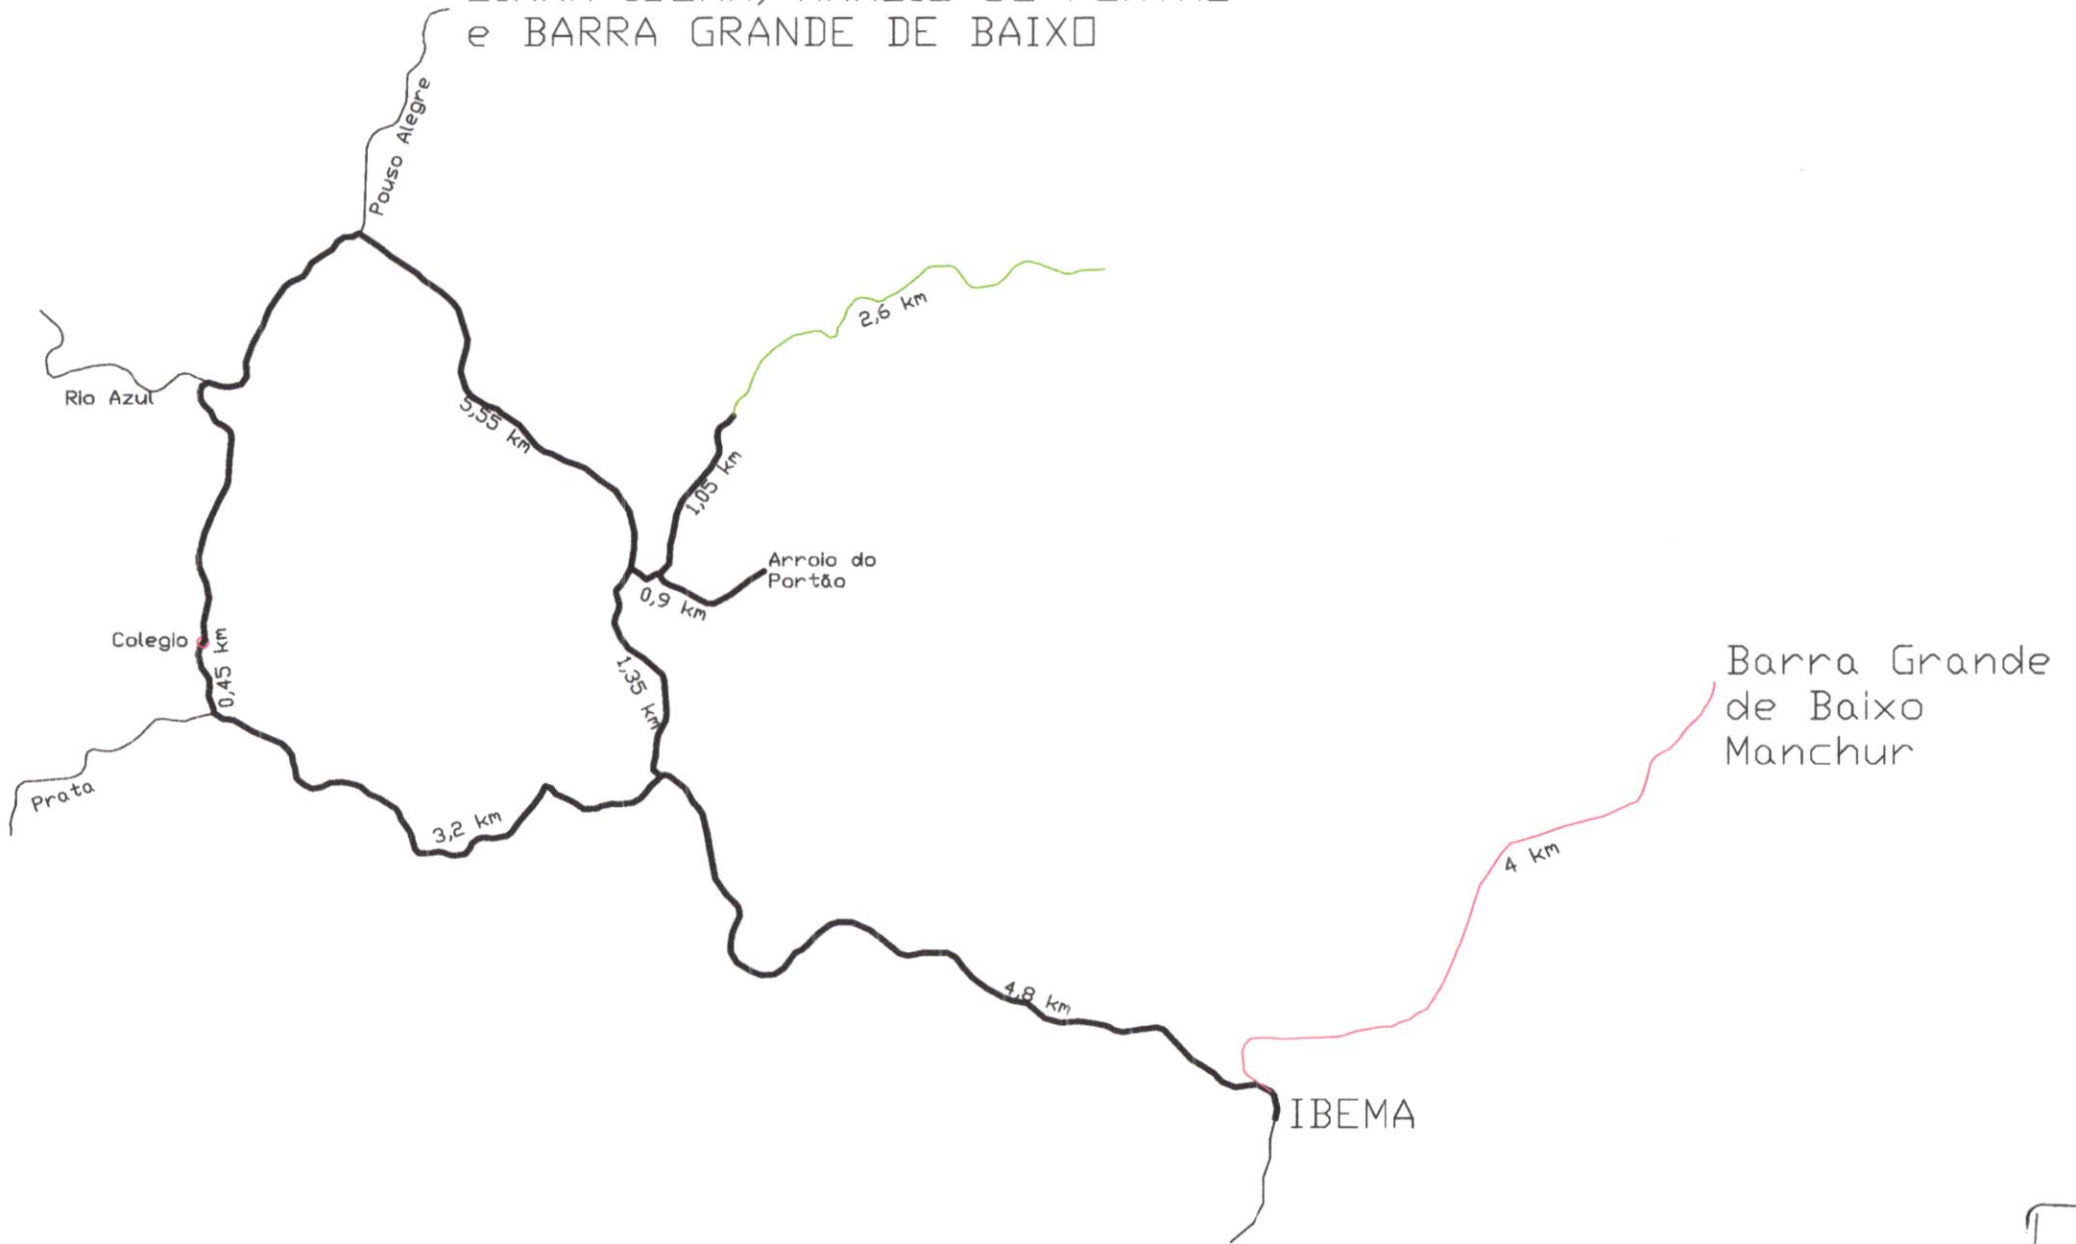 e BARRA GRANDE DE BAIXO
Pouso Alegre
2,6 km
Rio Azul
5,55 km
1,05 km
Arroio do
Portão
0,9 km
Colegio
0,45 km
1,35 km
Barra Grande
de Baixo
Manchur
Prata
3,2 km
4 km
4,8 km
IBEMA